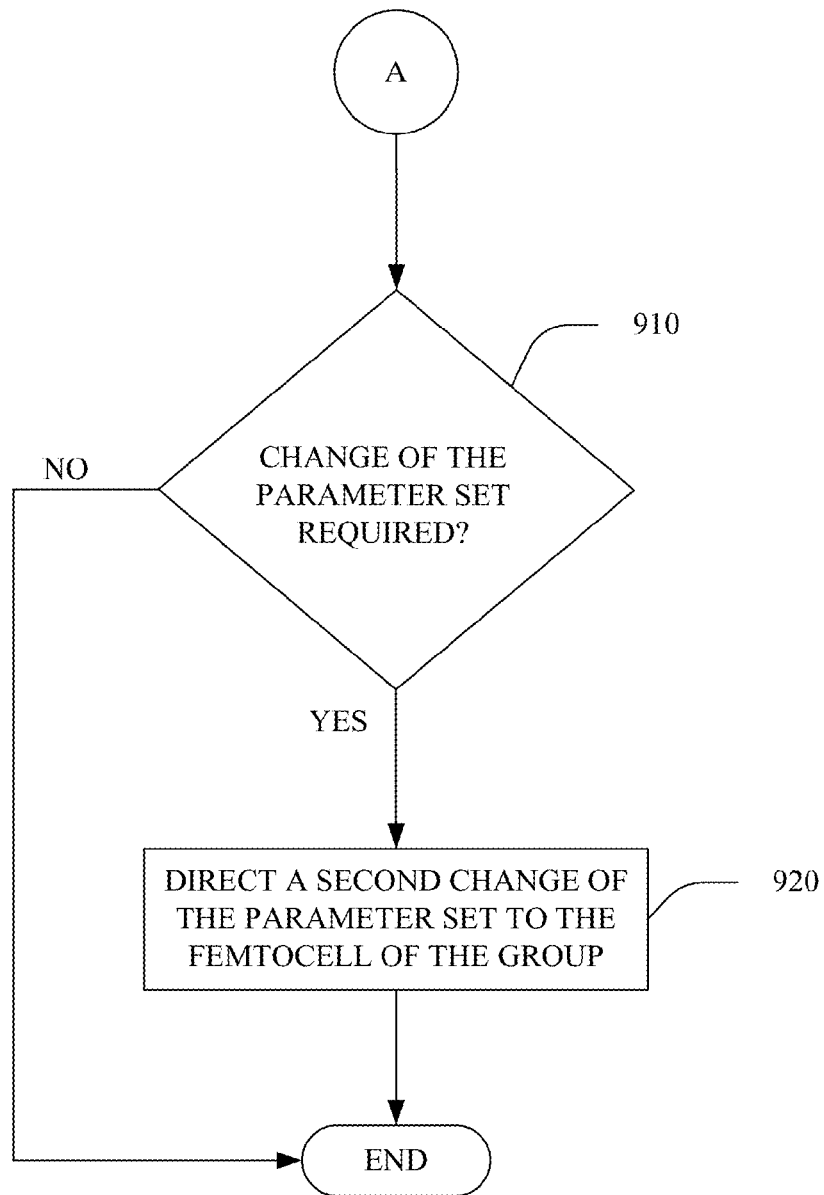 A
910
CHANGE OF THE
PARAMETER SET
REQUIRED?
NO
YES
DIRECT A SECOND CHANGE OF
THE PARAMETER SET TO THE
FEMTOCELL OF THE GROUP
920
END